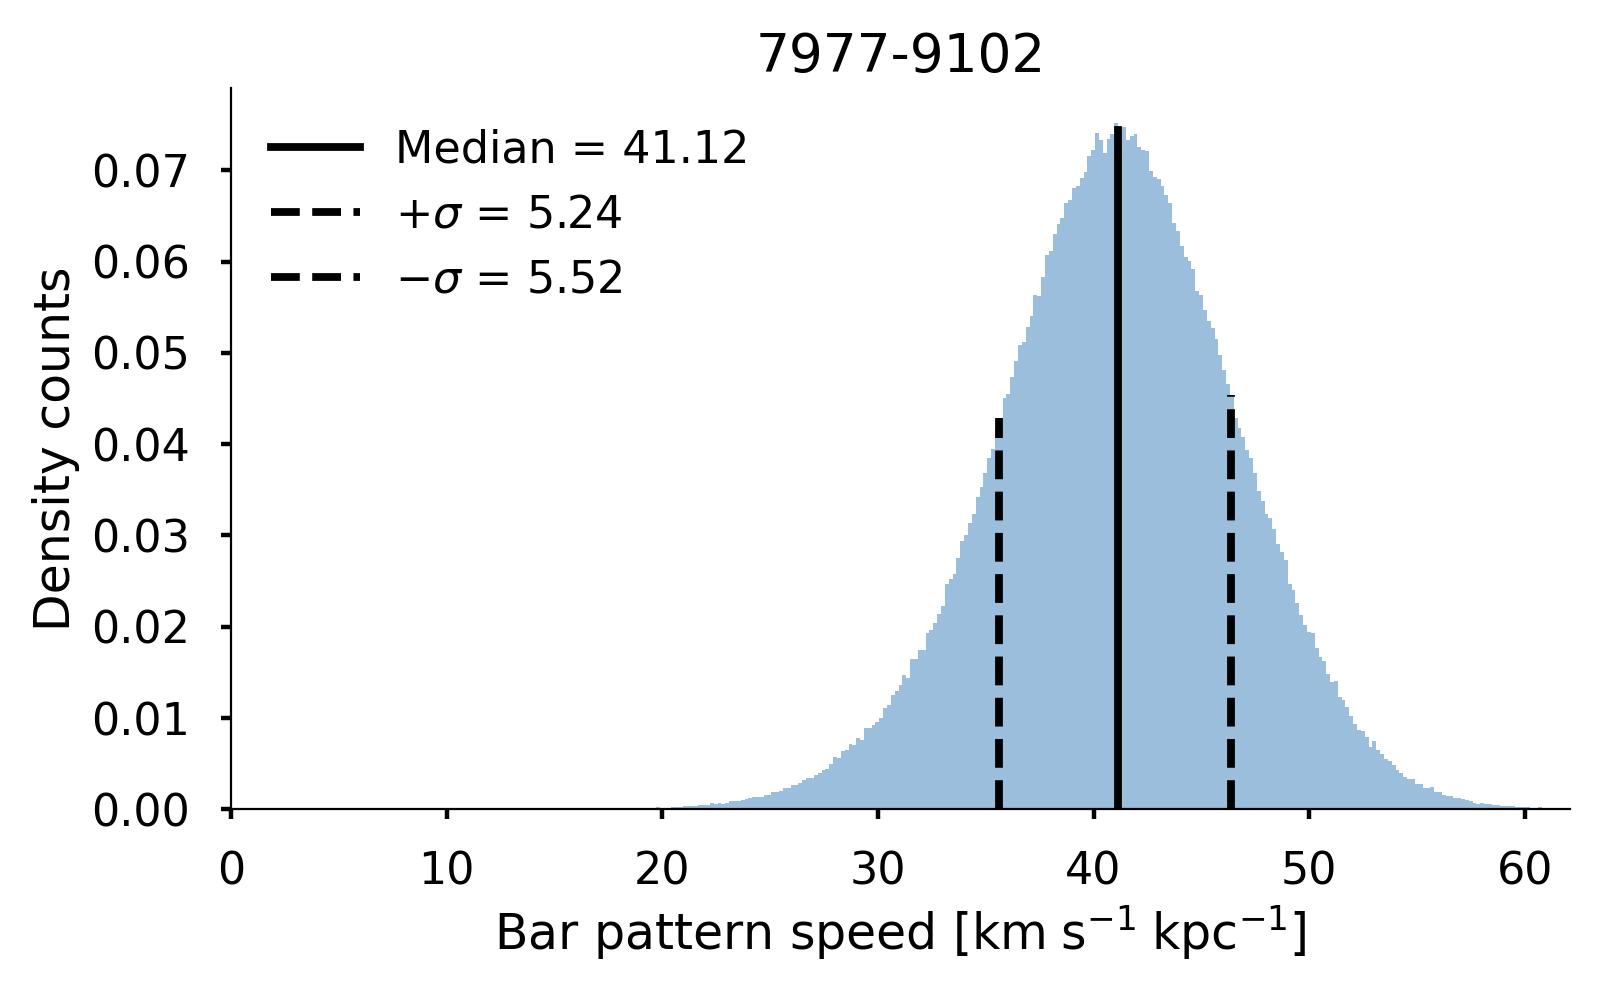 7977-9102
Median = 41.12
+σ = 5.24
−σ = 5.52
Density counts
0.07
0.06
0.05
0.04
0.03
0.02
0.01
0.00
0 10 20 30 40 50 60
Bar pattern speed [km s⁻¹ kpc⁻¹]